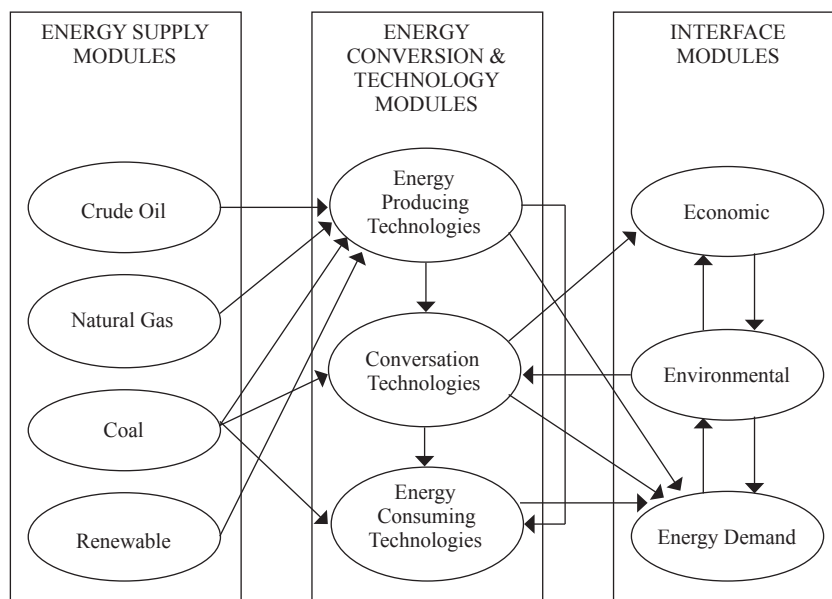 ENERGY SUPPLY
MODULES
Crude Oil
Natural Gas
Coal
Renewable
ENERGY
CONVERSION &
TECHNOLOGY
MODULES
Energy
Producing
Technologies
Conversation
Technologies
Energy
Consuming
Technologies
INTERFACE
MODULES
Economic
Environmental
Energy Demand